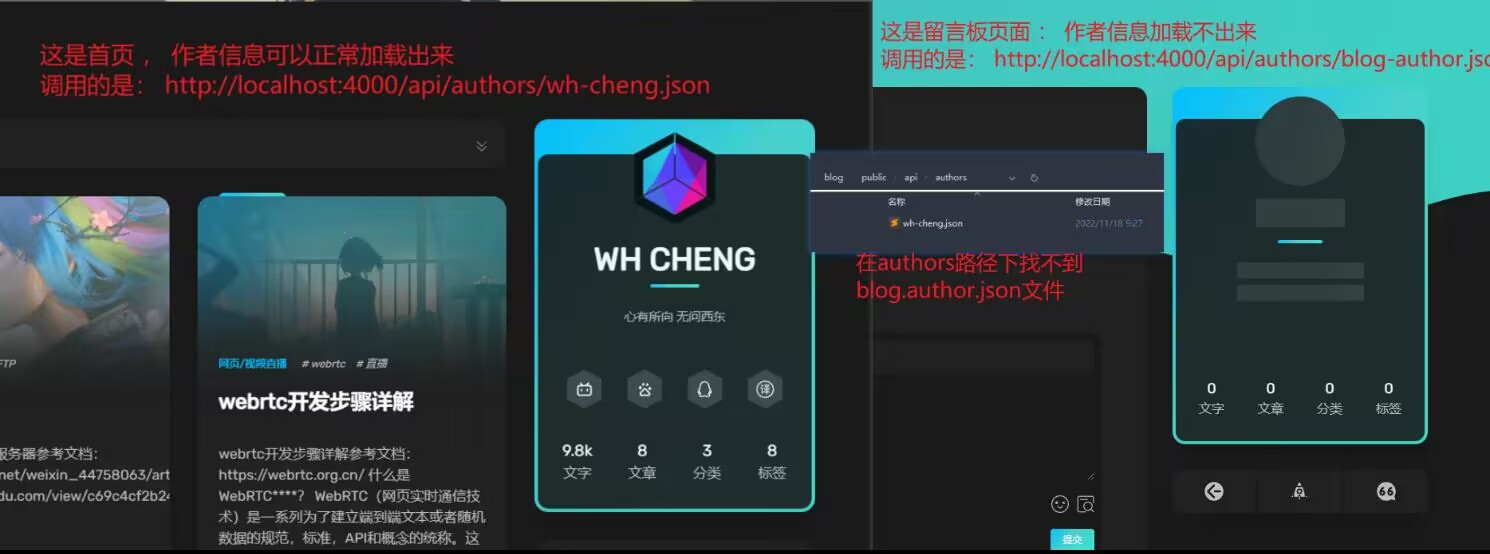 这是首页 ， 作者信息可以正常加载出来
调用的是： http://localhost:4000/api/authors/wh-cheng.json
WH CHENG
心有所向 无问西东
译
9.8k
8
3
8
文字
文章
分类
标签
FTP
服务器参考文档：
net/weixin_44758063/art
du.com/view/c69c4cf2b24
网页/视频直播 # webrtc # 直播
webrtc开发步骤详解
webrtc开发步骤详解参考文档：
https://webrtc.org.cn/ 什么是
WebRTC****？ WebRTC（网页实时通信技
术）是一系列为了建立端到端文本或者随机
数据的规范，标准，API和概念的统称。这
这是留言板页面 ： 作者信息加载不出来
调用的是： http://localhost:4000/api/authors/blog-author.jso
blog public api authors
名称 修改日期
wh-cheng.json 2022/11/18 9:27
在authors路径下找不到
blog.author.json文件
0
0
0
0
文字
文章
分类
标签
提交